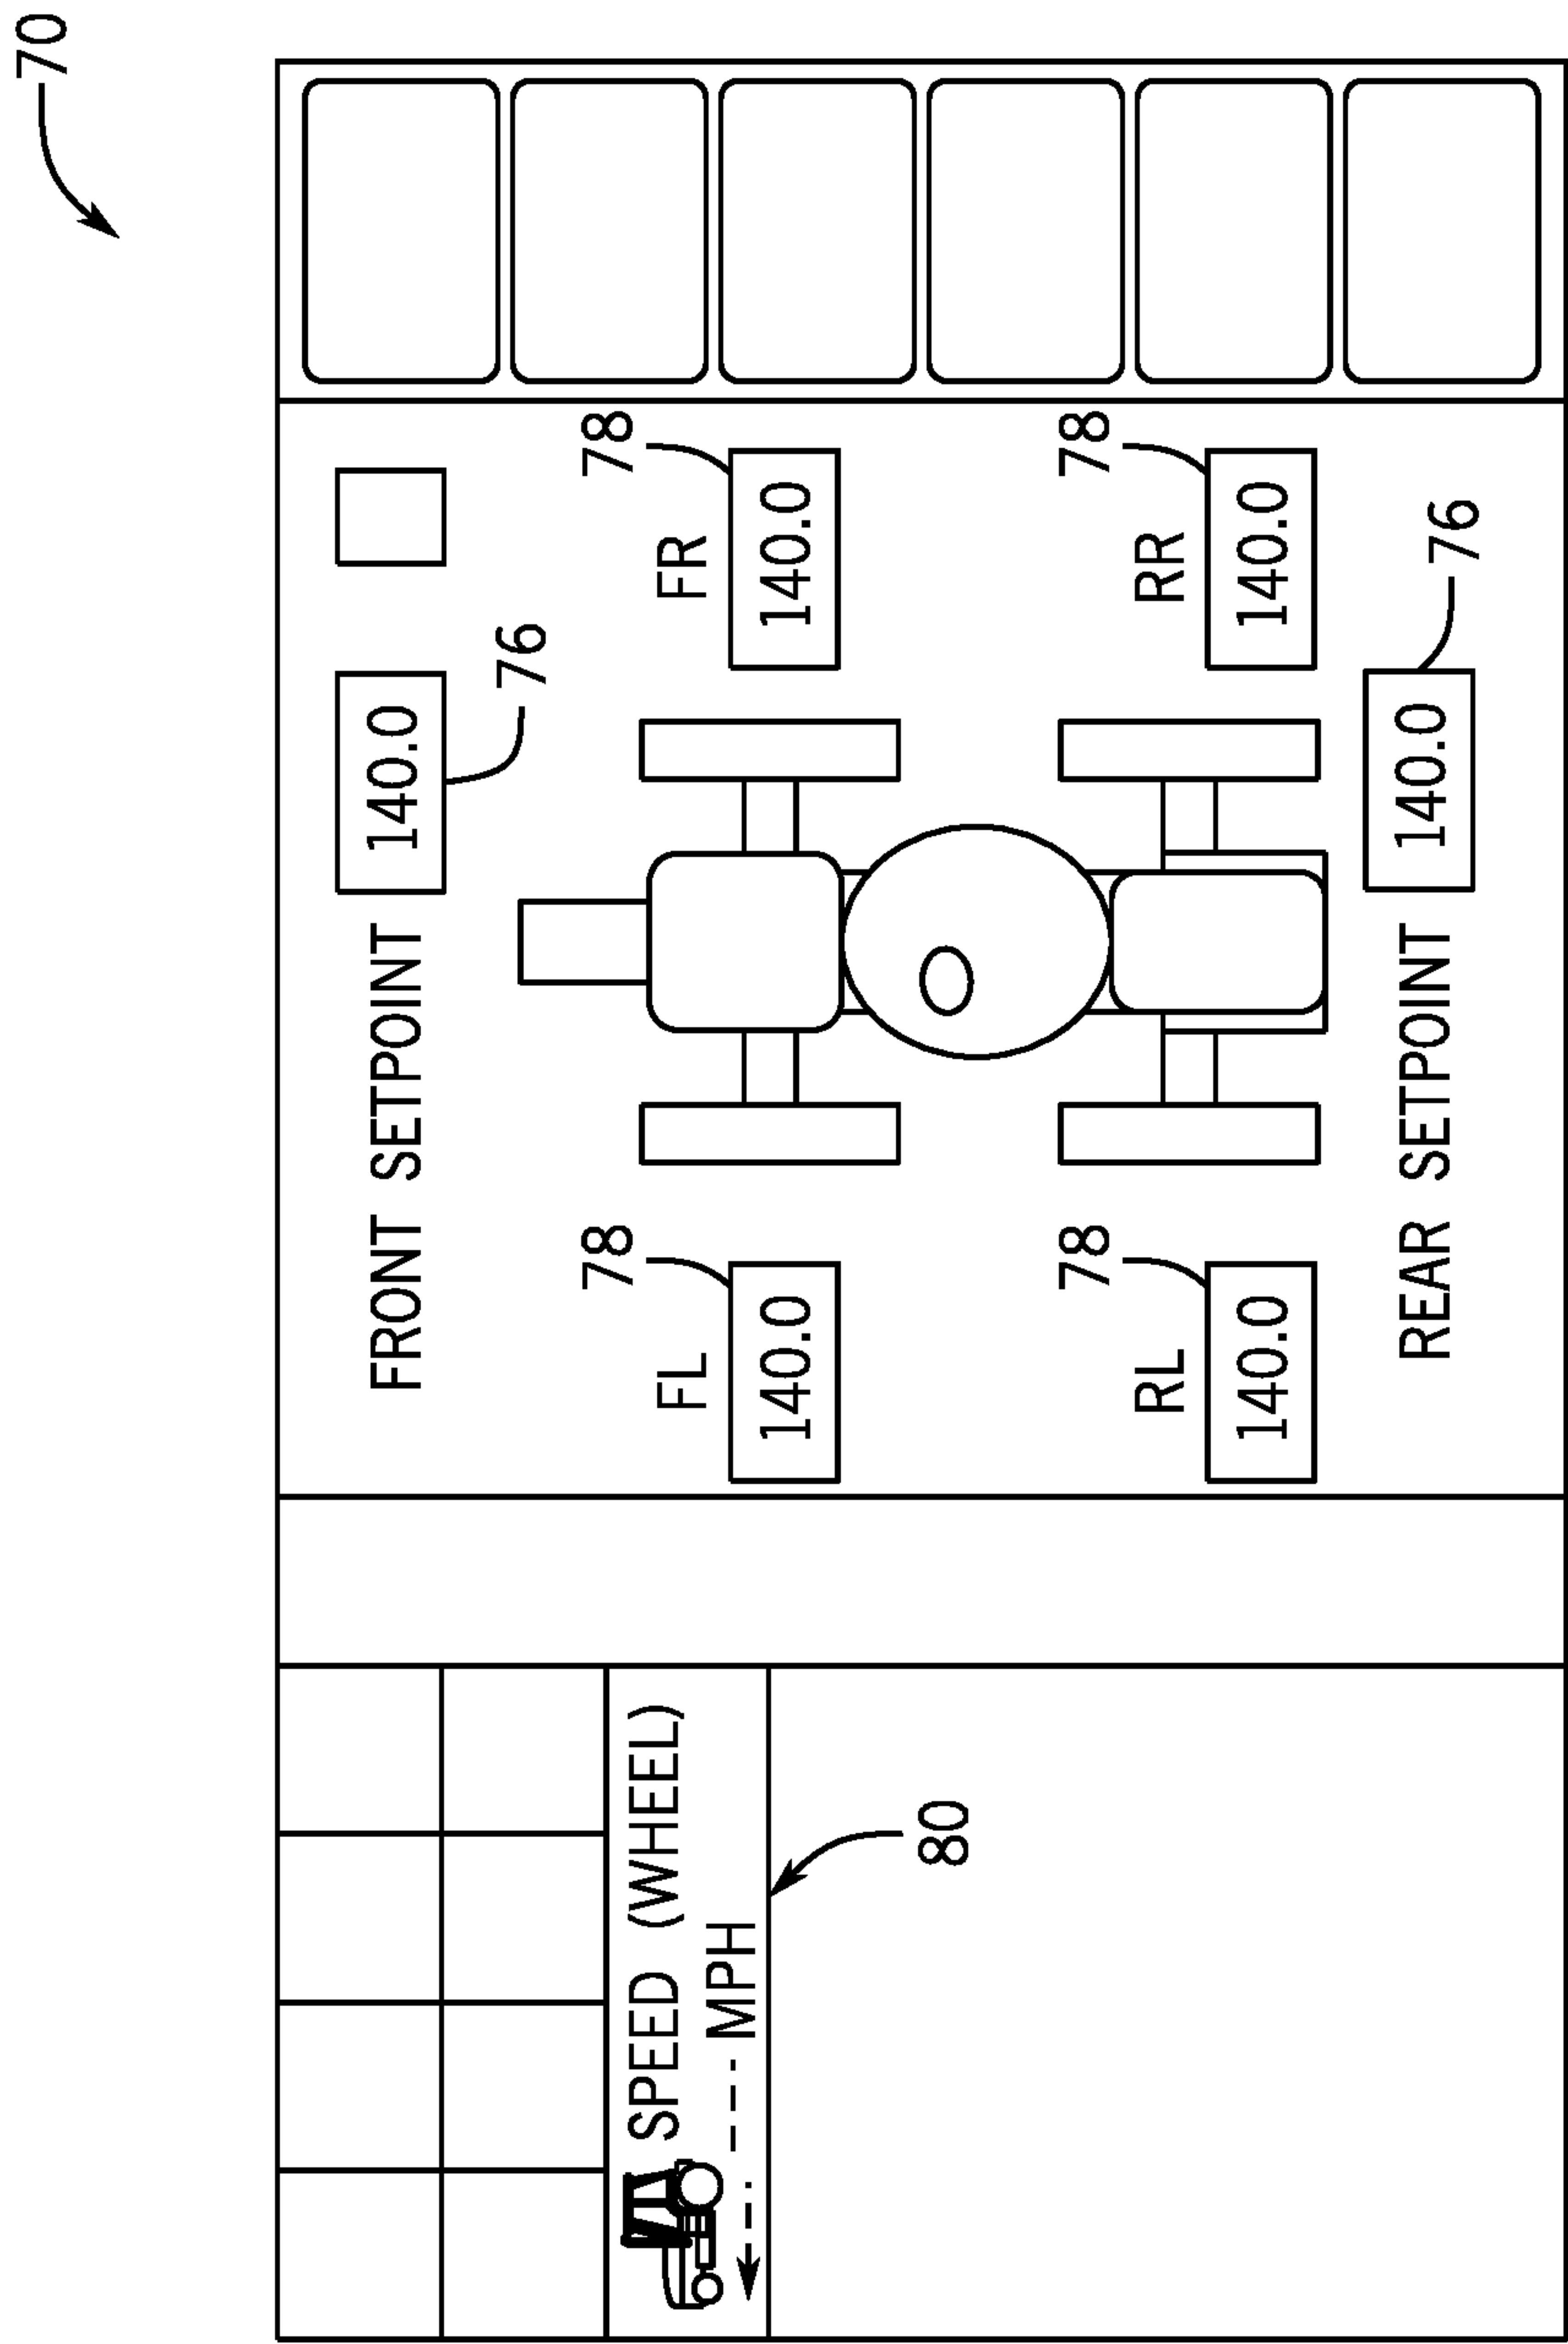 70
FRONT SETPOINT
140.0
76
78
78
FL
FR
140.0
140.0
SPEED (WHEEL)
--- MPH
80
78
78
RL
RR
140.0
140.0
REAR SETPOINT
140.0
76